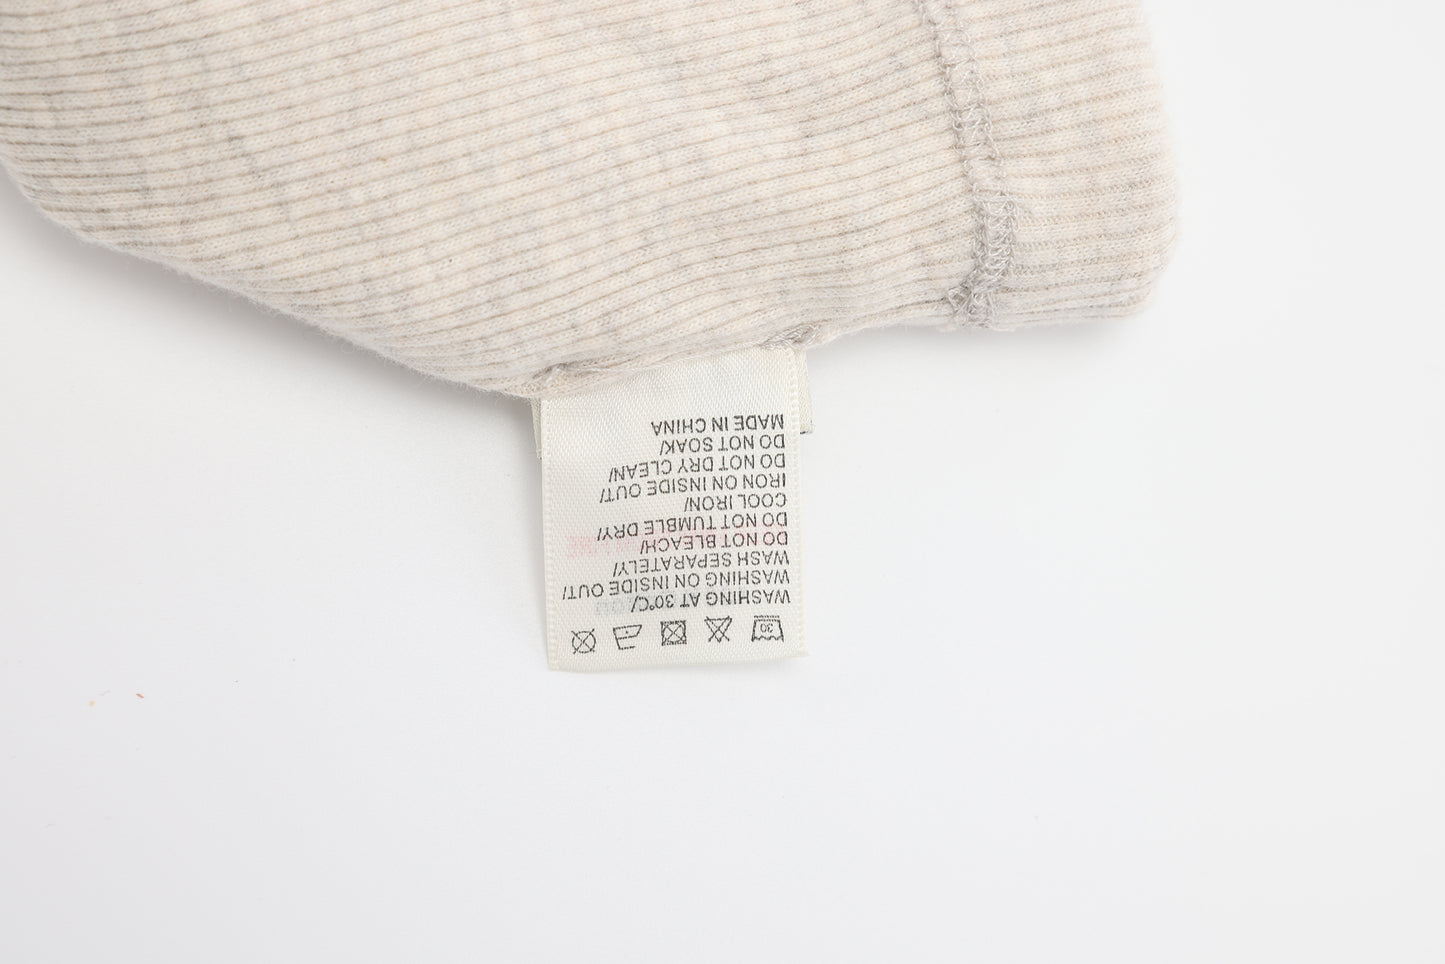 30
WASHING AT 30°C/
WASHING ON INSIDE OUT/
WASH SEPARATELY/
DO NOT BLEACH/
DO NOT TUMBLE DRY/
COOL IRON/
IRON ON INSIDE OUT/
DO NOT DRY CLEAN/
DO NOT SOAK/
MADE IN CHINA